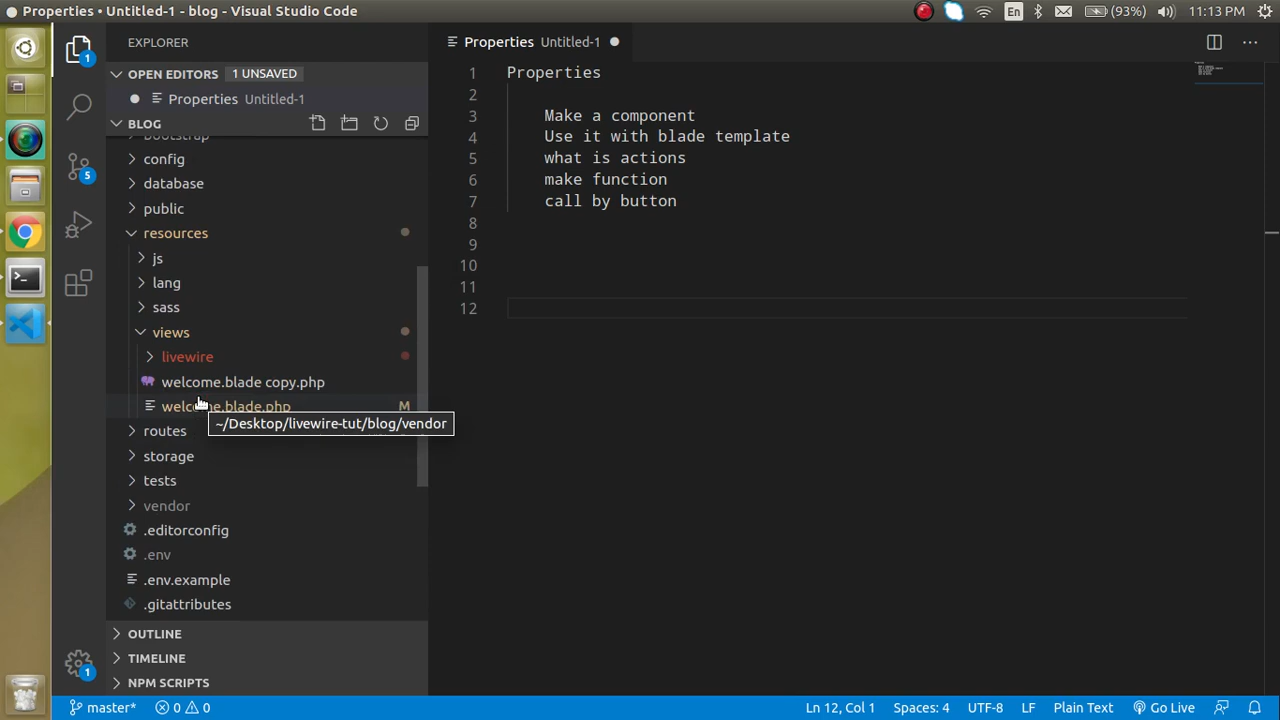 Properties • Untitled-1 - blog - Visual Studio Code
En
(93%)
11:13 PM
EXPLORER
OPEN EDITORS
1 UNSAVED
Properties Untitled-1
BLOG
bootstrap
config
database
public
resources
js
lang
sass
views
livewire
welcome.blade copy.php
welcome.blade.php
M
~/Desktop/livewire-tut/blog/vendor
routes
storage
tests
vendor
.editorconfig
.env
.env.example
.gitattributes
OUTLINE
TIMELINE
NPM SCRIPTS
1
5
1
Properties Untitled-1
1 Properties
2
3 Make a component
4 Use it with blade template
5 what is actions
6 make function
7 call by button
8
9
10
11
12
master*
0
0
Ln 12, Col 1
Spaces: 4
UTF-8
LF
Plain Text
Go Live